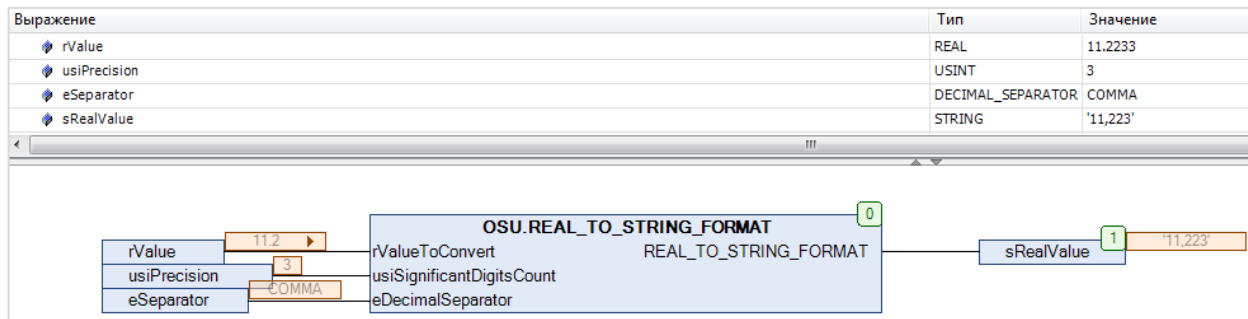 Выражение Тип Значение
rValue REAL 11.2233
usiPrecision USINT 3
eSeparator DECIMAL_SEPARATOR COMMA
sRealValue STRING '11,223'
OSU.REAL_TO_STRING_FORMAT 0
rValue 11.2 rValueToConvert REAL_TO_STRING_FORMAT sRealValue 1 '11,223'
usiPrecision 3 usiSignificantDigitsCount
eSeparator COMMA eDecimalSeparator